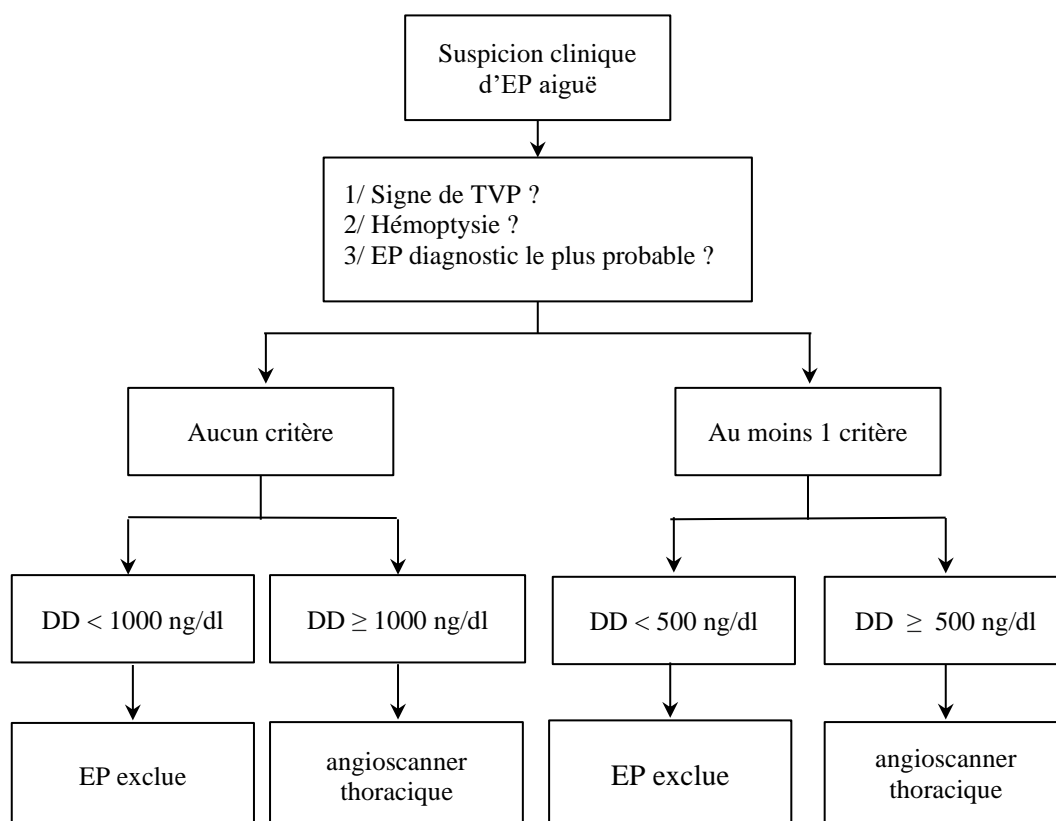 Suspicion clinique
d’EP aiguë
1/ Signe de TVP ?
2/ Hémoptysie ?
3/ EP diagnostic le plus probable ?
Aucun critère
Au moins 1 critère
DD < 1000 ng/dl
DD ≥ 1000 ng/dl
DD < 500 ng/dl
DD ≥ 500 ng/dl
EP exclue
angioscanner
thoracique
EP exclue
angioscanner
thoracique